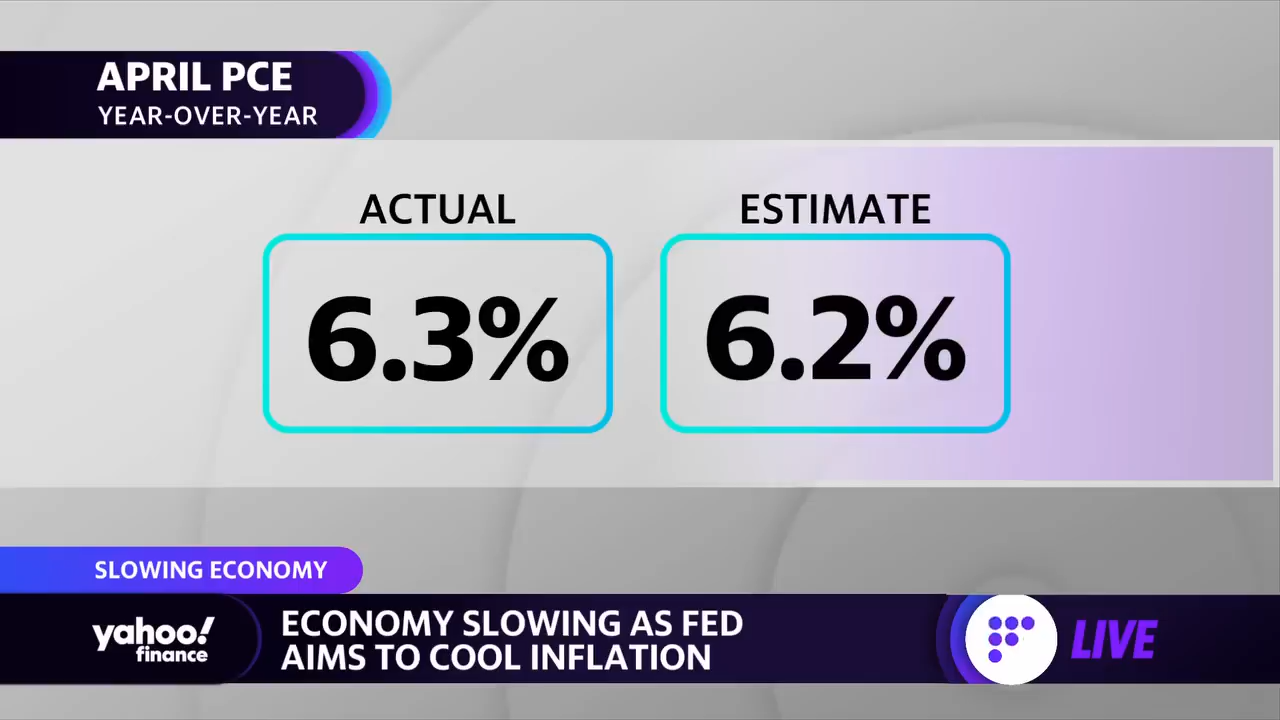 APRIL PCE
YEAR-OVER-YEAR
ACTUAL
ESTIMATE
6.3%
6.2%
SLOWING ECONOMY
yahoo!
finance
ECONOMY SLOWING AS FED
AIMS TO COOL INFLATION
LIVE